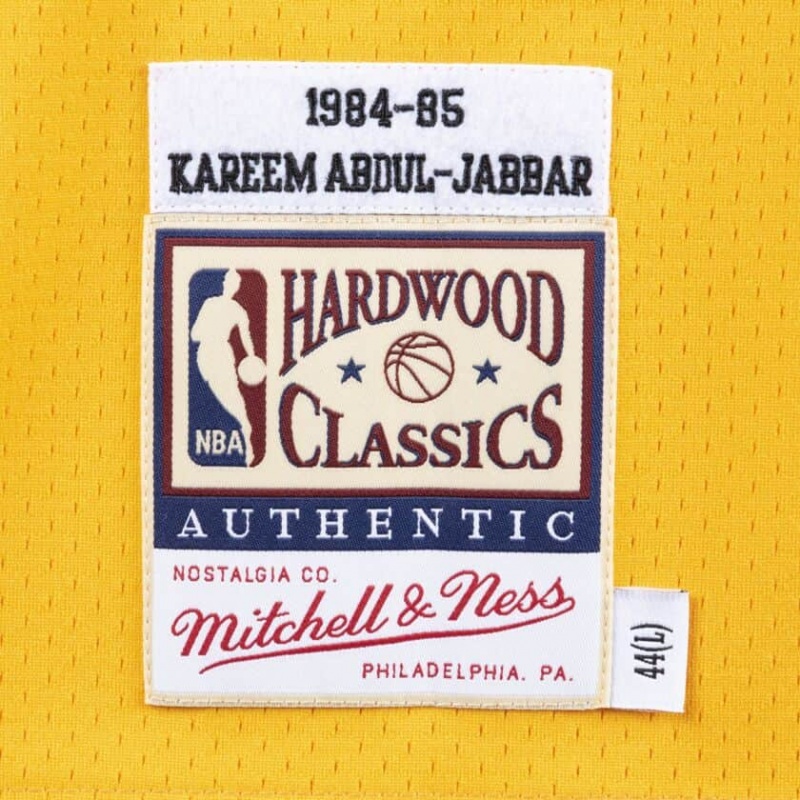 1984-85
KAREEM ABDUL-JABBAR
HARDWOOD
CLASSICS
NBA
AUTHENTIC
NOSTALGIA CO.
Mitchell & Ness
PHILADELPHIA. PA.
44(L)